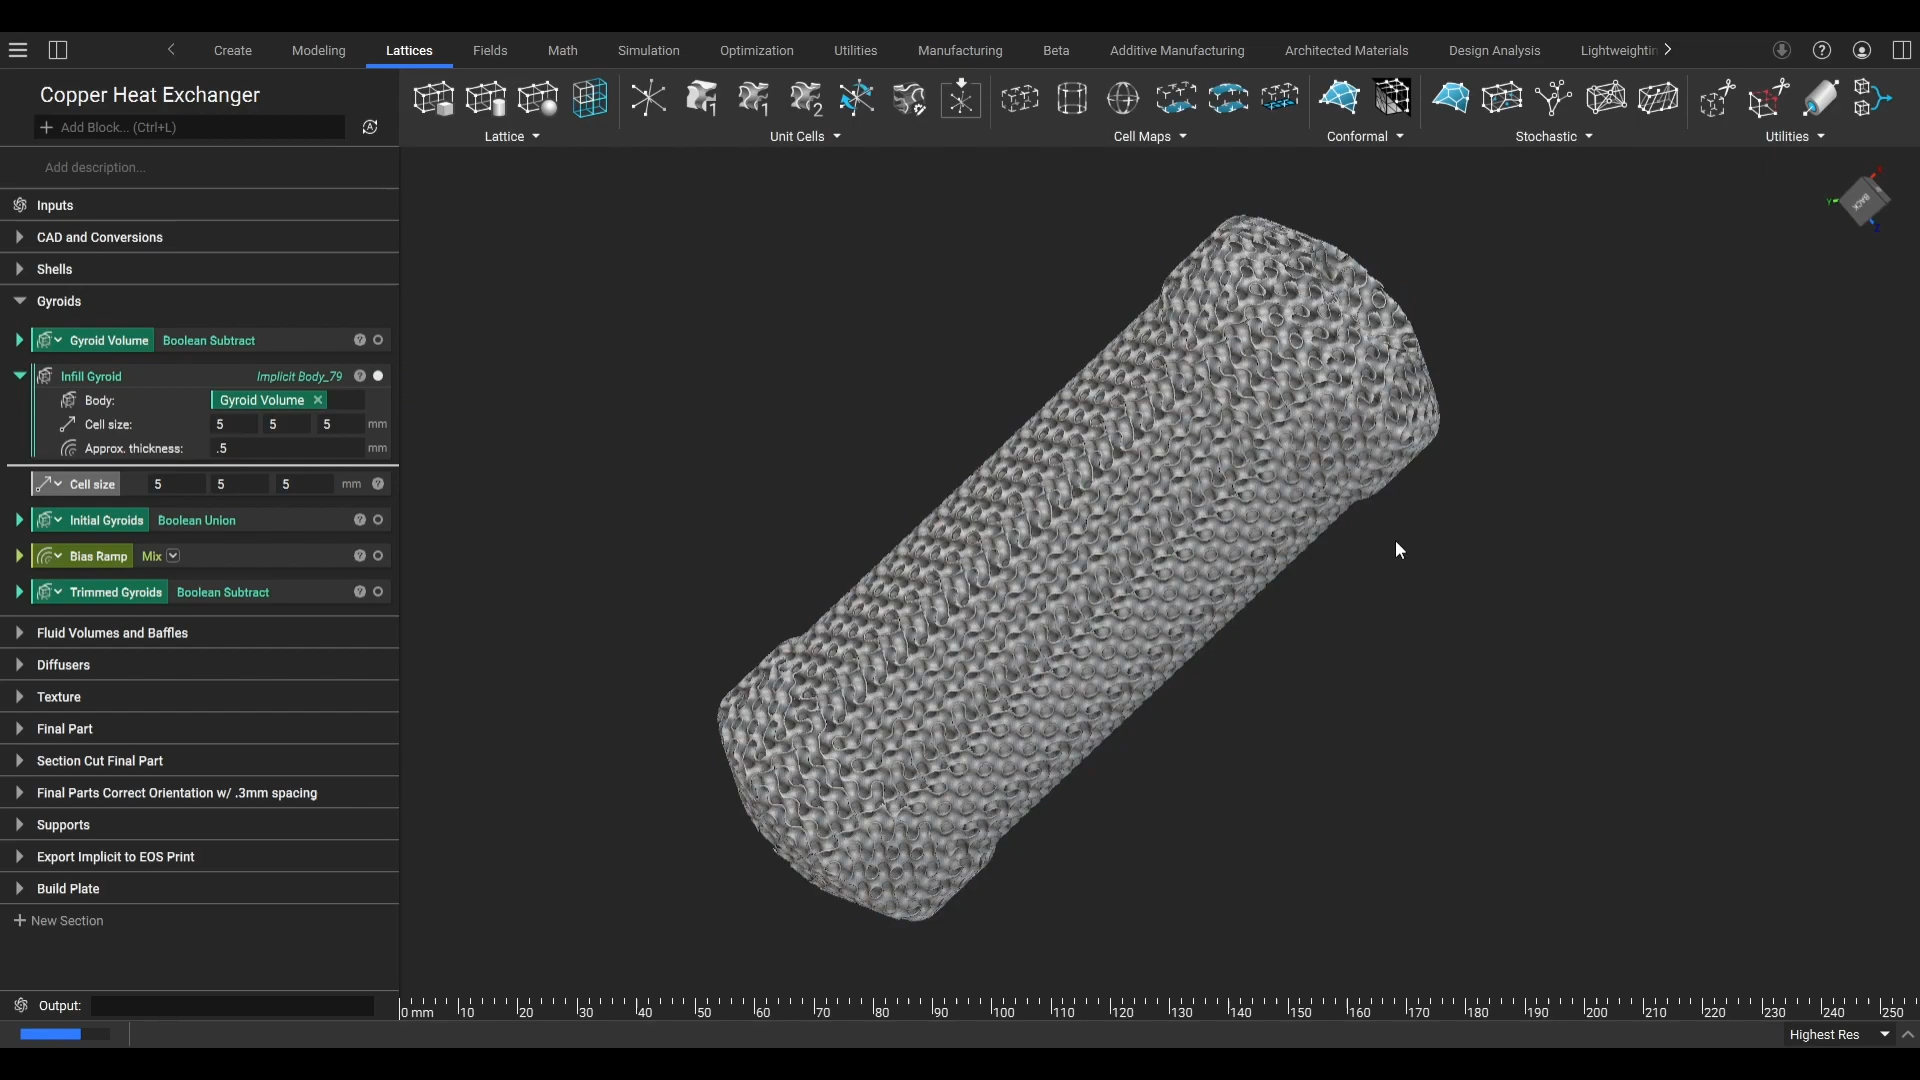 Create Modeling Lattices Fields Math Simulation Optimization Utilities Manufacturing Beta Additive Manufacturing Architected Materials Design Analysis Lightweightin
Copper Heat Exchanger
Add Block... (Ctrl+L)
Lattice Unit Cells Cell Maps Conformal Stochastic Utilities
Add description...
Inputs
CAD and Conversions
Shells
Gyroids
Gyroid Volume Boolean Subtract
Infill Gyroid Implicit Body_79
Body: Gyroid Volume
Cell size: 5 5 5 mm
Approx. thickness: .5 mm
Cell size 5 5 5 mm
Initial Gyroids Boolean Union
Bias Ramp Mix
Trimmed Gyroids Boolean Subtract
Fluid Volumes and Baffles
Diffusers
Texture
Final Part
Section Cut Final Part
Final Parts Correct Orientation w/ .3mm spacing
Supports
Export Implicit to EOS Print
Build Plate
New Section
Output:
0 mm 10 20 30 40 50 60 70 80 90 100 110 120 130 140 150 160 170 180 190 200 210 220 230 240 250
Highest Res
BACK
Y
Z
1 1 2